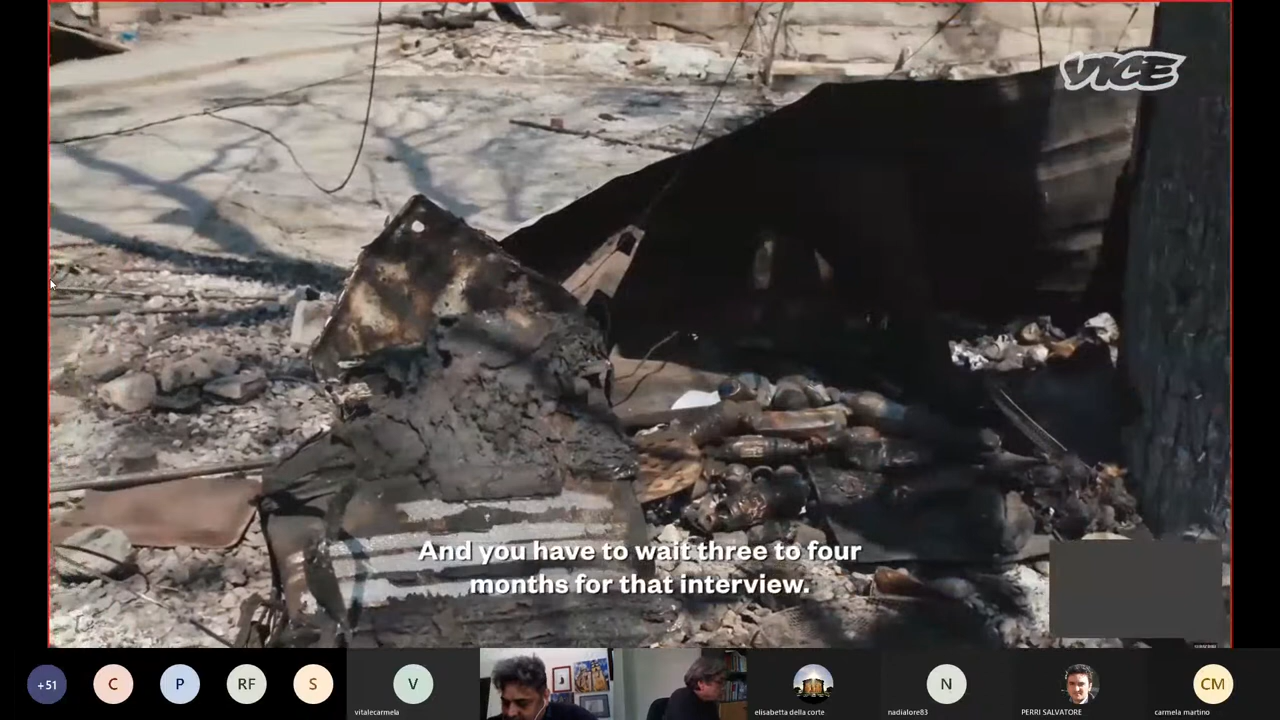 VICE
And you have to wait three to four
months for that interview.
+51
C
P
RF
S
V
N
CM
vitalecarmela
elisabetta della corte
nadialore83
PERRI SALVATORE
carmela martino